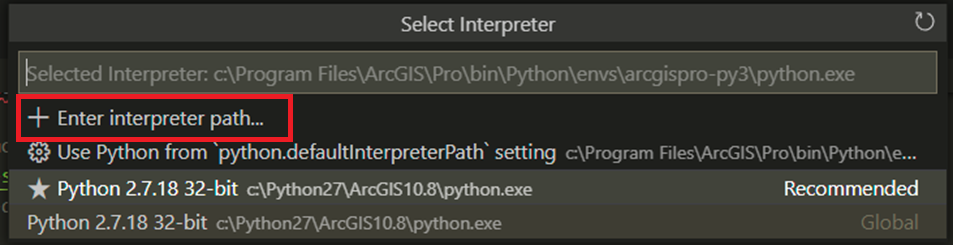 Select Interpreter
Selected Interpreter: c:\Program Files\ArcGIS\Pro\bin\Python\envs\arcgispro-py3\python.exe
Enter interpreter path...
Use Python from `python.defaultInterpreterPath` setting c:\Program Files\ArcGIS\Pro\bin\Python\e...
Python 2.7.18 32-bit c:\Python27\ArcGIS10.8\python.exe Recommended
Python 2.7.18 32-bit c:\Python27\ArcGIS10.8\python.exe Global